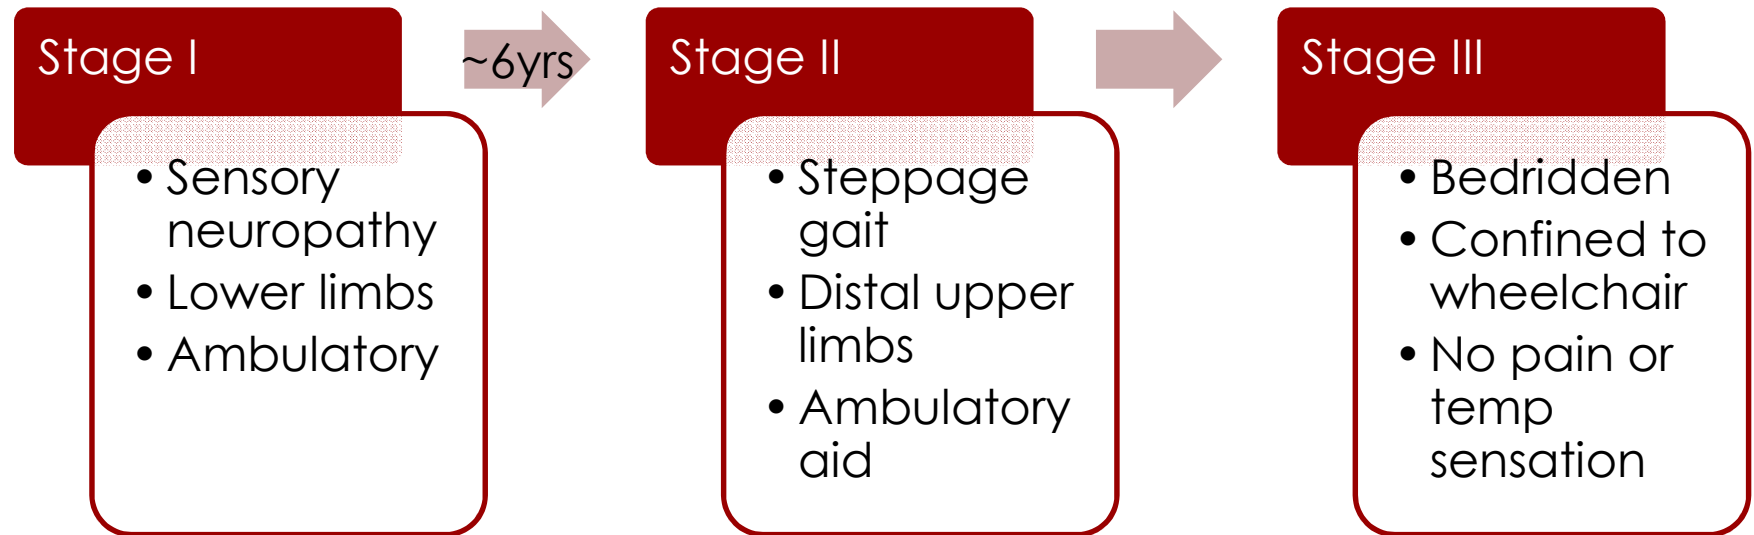 Stage I
• Sensory
neuropathy
• Lower limbs
• Ambulatory
~6yrs
Stage II
• Steppage
gait
• Distal upper
limbs
• Ambulatory
aid
Stage III
• Bedridden
• Confined to
wheelchair
• No pain or
temp
sensation